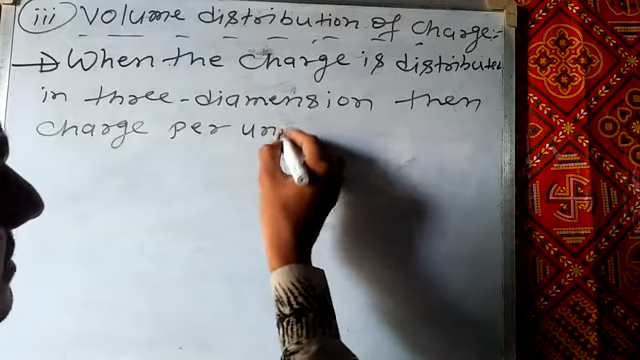 (iii) Volume distribution of charge:-
→ When the charge is distributed
in three-diamension then
charge per un